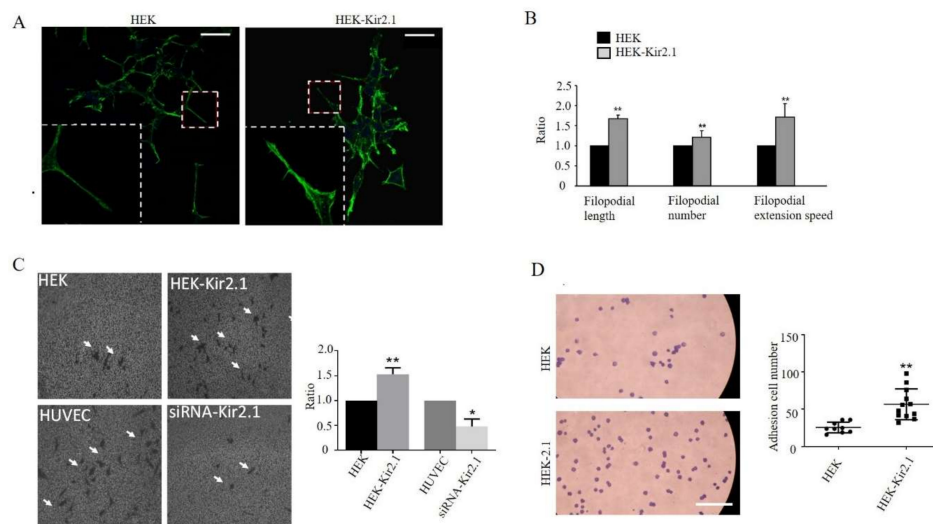 A
HEK
HEK-Kir2.1
B
HEK
HEK-Kir2.1
Ratio
2.5
2.0
1.5
1.0
0.5
0
**
**
**
Filopodial
length
Filopodial
number
Filopodial
extension speed
C
HEK
HEK-Kir2.1
HUVEC
siRNA-Kir2.1
Ratio
2.0
1.5
1.0
0.5
0.0
**
*
HEK
HEK-Kir2.1
HUVEC
siRNA-Kir2.1
D
HEK
HEK-2.1
Adhesion cell number
150
100
50
0
**
HEK
HEK-Kir2.1